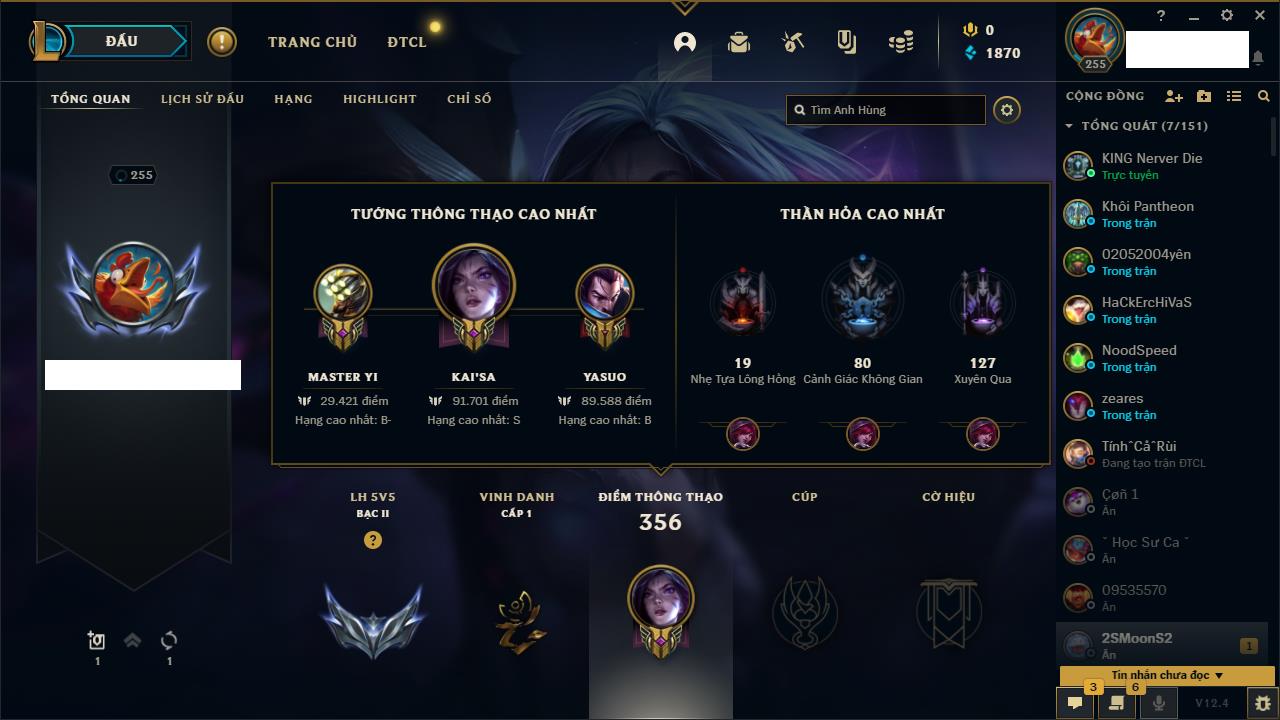 ĐẤU
TRANG CHỦ
ĐTCL
0
1870
255
TỔNG QUAN
LỊCH SỬ ĐẤU
HẠNG
HIGHLIGHT
CHỈ SỐ
Tìm Anh Hùng
255
TƯỚNG THÔNG THẠO CAO NHẤT
MASTER YI
29.421 điểm
Hạng cao nhất: B-
KAI'SA
91.701 điểm
Hạng cao nhất: S
YASUO
89.588 điểm
Hạng cao nhất: B
THẦN HỎA CAO NHẤT
19
Nhẹ Tựa Lông Hồng
80
Cảnh Giác Không Gian
127
Xuyên Qua
LH 5V5
BẠC II
?
VINH DANH
CẤP 1
ĐIỂM THÔNG THẠO
356
CÚP
CỜ HIỆU
1
1
CỘNG ĐỒNG
TỔNG QUÁT (7/151)
KING Nerver Die
Trực tuyến
Khôi Pantheon
Trong trận
02052004yên
Trong trận
HaCkErcHiVaS
Trong trận
NoodSpeed
Trong trận
zeares
Trong trận
TínhˆCảˆRùi
Đang tạo trận ĐTCL
Çøñ 1
Ẩn
ˇ Học Sư Ca ˇ
Ẩn
09535570
Ẩn
2SMoonS2
Ẩn
1
Tin nhắn chưa đọc
3
6
V12.4